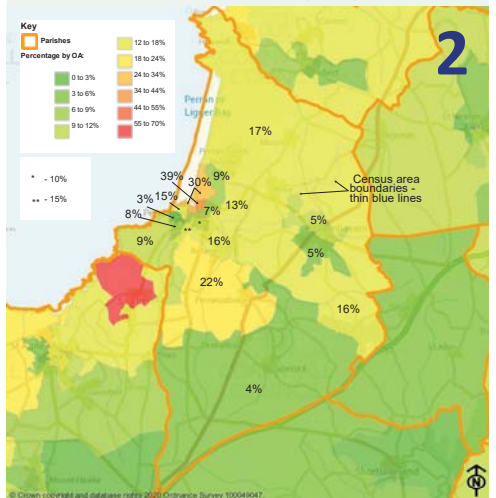 Key
Parishes
Percentage by OA:
0 to 3%
3 to 6%
6 to 9%
9 to 12%
12 to 18%
18 to 24%
24 to 34%
34 to 44%
44 to 55%
55 to 70%
* - 10%
** - 15%
2
Perran or
Ligger Bay
17%
39%
30%
9%
3%
15%
7%
13%
8%
*
**
9%
16%
Census area
boundaries -
thin blue lines
5%
5%
22%
16%
4%
N
© Crown copyright and database rights 2020 Ordnance Survey 100049047.